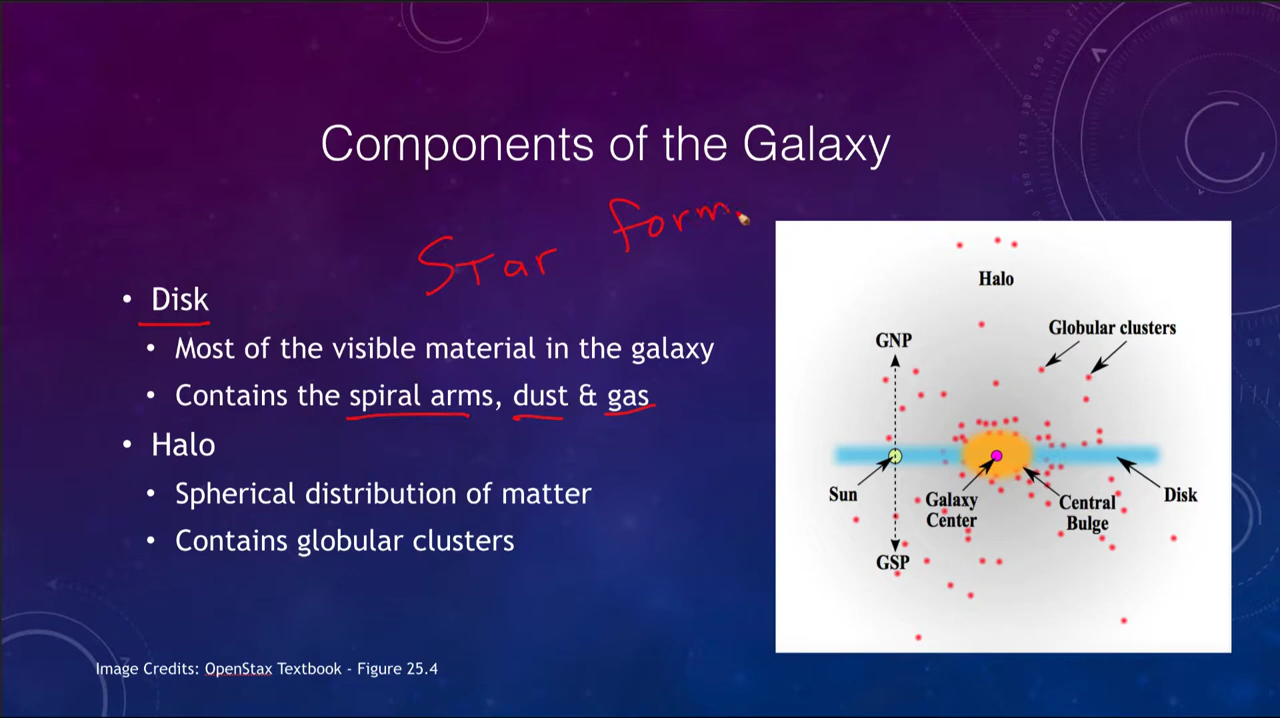 Components of the Galaxy
Star form
• Disk
• Most of the visible material in the galaxy
• Contains the spiral arms, dust & gas
• Halo
• Spherical distribution of matter
• Contains globular clusters
Halo
Globular clusters
GNP
Sun
Galaxy
Center
Central
Bulge
Disk
GSP
Image Credits: OpenStax Textbook - Figure 25.4